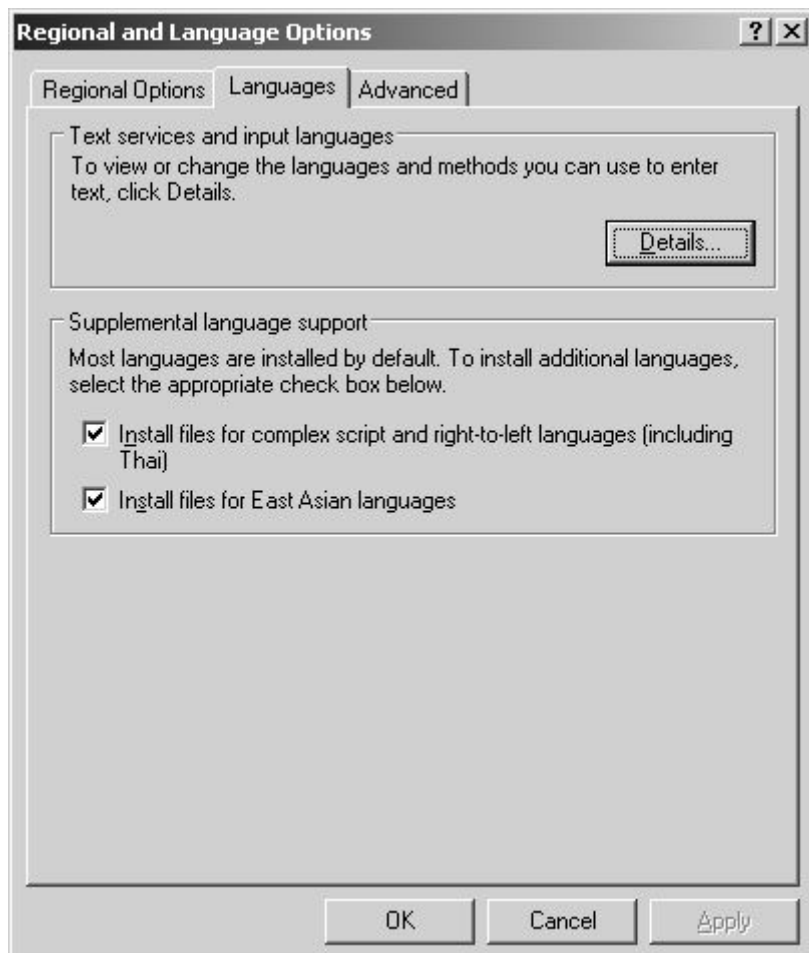 Regional and Language Options
Regional Options Languages Advanced
Text services and input languages
To view or change the languages and methods you can use to enter
text, click Details.
Details...
Supplemental language support
Most languages are installed by default. To install additional languages,
select the appropriate check box below.
Install files for complex script and right-to-left languages (including
Thai)
Install files for East Asian languages
OK Cancel Apply